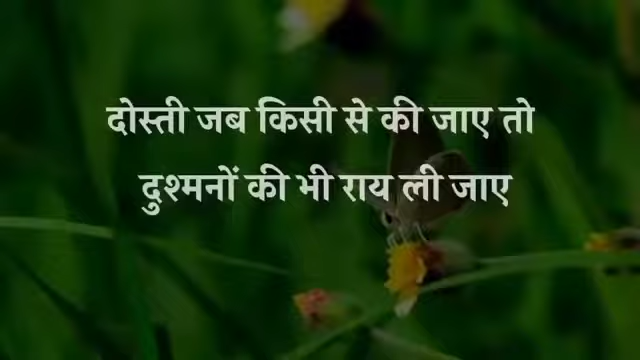 दोस्ती जब किसी से की जाए तो
दुश्मनों की भी राय ली जाए